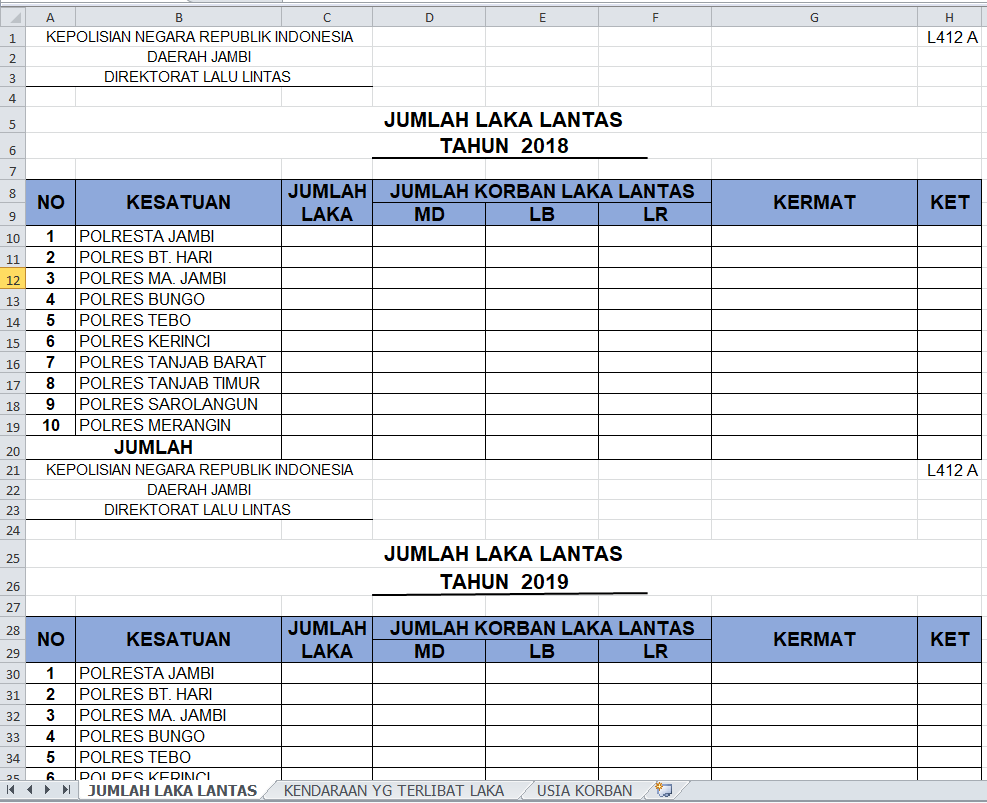 A B C D E F G H
1 KEPOLISIAN NEGARA REPUBLIK INDONESIA L412 A
2 DAERAH JAMBI
3 DIREKTORAT LALU LINTAS
4
5 JUMLAH LAKA LANTAS
6 TAHUN 2018
7
8 NO KESATUAN JUMLAH LAKA JUMLAH KORBAN LAKA LANTAS KERMAT KET
9 MD LB LR
10 1 POLRESTA JAMBI
11 2 POLRES BT. HARI
12 3 POLRES MA. JAMBI
13 4 POLRES BUNGO
14 5 POLRES TEBO
15 6 POLRES KERINCI
16 7 POLRES TANJAB BARAT
17 8 POLRES TANJAB TIMUR
18 9 POLRES SAROLANGUN
19 10 POLRES MERANGIN
20 JUMLAH
21 KEPOLISIAN NEGARA REPUBLIK INDONESIA L412 A
22 DAERAH JAMBI
23 DIREKTORAT LALU LINTAS
24
25 JUMLAH LAKA LANTAS
26 TAHUN 2019
27
28 NO KESATUAN JUMLAH LAKA JUMLAH KORBAN LAKA LANTAS KERMAT KET
29 MD LB LR
30 1 POLRESTA JAMBI
31 2 POLRES BT. HARI
32 3 POLRES MA. JAMBI
33 4 POLRES BUNGO
34 5 POLRES TEBO
35 6 POLRES KERINCI
JUMLAH LAKA LANTAS KENDARAAN YG TERLIBAT LAKA USIA KORBAN